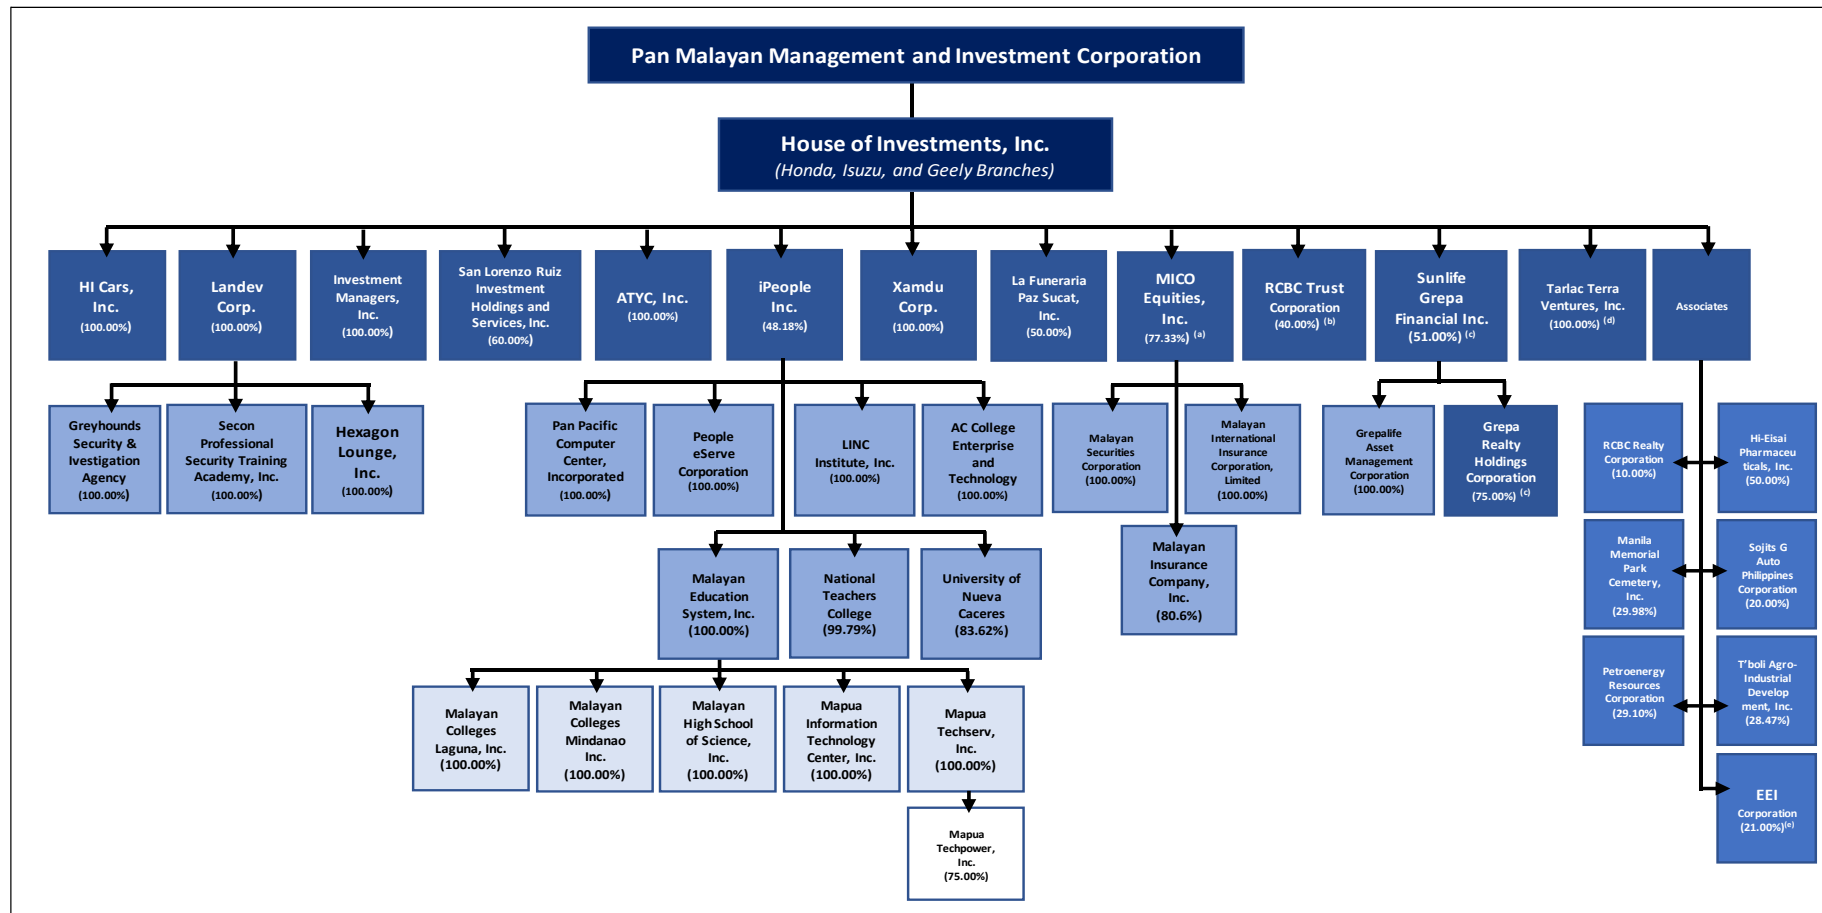 Pan Malayan Management and Investment Corporation
House of Investments, Inc.
(Honda, Isuzu, and Geely Branches)
HI Cars,
Inc.
(100.00%)
Landev
Corp.
(100.00%)
Investment
Managers,
Inc.
(100.00%)
San Lorenzo Ruiz
Investment
Holdings and
Services, Inc.
(60.00%)
ATYC, Inc.
(100.00%)
iPeople
Inc.
(48.18%)
Xamdu
Corp.
(100.00%)
La Funeraria
Paz Sucat,
Inc.
(50.00%)
MICO
Equities,
Inc.
(77.33%) (a)
RCBC Trust
Corporation
(40.00%) (b)
Sunlife
Grepa
Financial Inc.
(51.00%) (c)
Tarlac Terra
Ventures, Inc.
(100.00%) (d)
Associates
Greyhounds
Security &
Ivestigation
Agency
(100.00%)
Secon
Professional
Security Training
Academy, Inc.
(100.00%)
Hexagon
Lounge,
Inc.
(100.00%)
Pan Pacific
Computer
Center,
Incorporated
(100.00%)
People
eServe
Corporation
(100.00%)
LINC
Institute, Inc.
(100.00%)
AC College
Enterprise
and
Technology
(100.00%)
Malayan
Securities
Corporation
(100.00%)
Malayan
International
Insurance
Corporation,
Limited
(100.00%)
Grepalife
Asset
Management
Corporation
(100.00%)
Grepa
Realty
Holdings
Corporation
(75.00%) (c)
RCBC Realty
Corporation
(10.00%)
Hi-Eisai
Pharmaceu
ticals, Inc.
(50.00%)
Malayan
Education
System, Inc.
(100.00%)
National
Teachers
College
(99.79%)
University of
Nueva
Caceres
(83.62%)
Malayan
Insurance
Company,
Inc.
(80.6%)
Manila
Memorial
Park
Cemetery,
Inc.
(29.98%)
Sojits G
Auto
Philippines
Corporation
(20.00%)
Malayan
Colleges
Laguna, Inc.
(100.00%)
Malayan
Colleges
Mindanao
Inc.
(100.00%)
Malayan
High School
of Science,
Inc.
(100.00%)
Mapua
Information
Technology
Center, Inc.
(100.00%)
Mapua
Techserv,
Inc.
(100.00%)
Petroenergy
Resources
Corporation
(29.10%)
T'boli Agro-
Industrial
Develop
ment, Inc.
(28.47%)
Mapua
Techpower,
Inc.
(75.00%)
EEI
Corporation
(21.00%)(e)